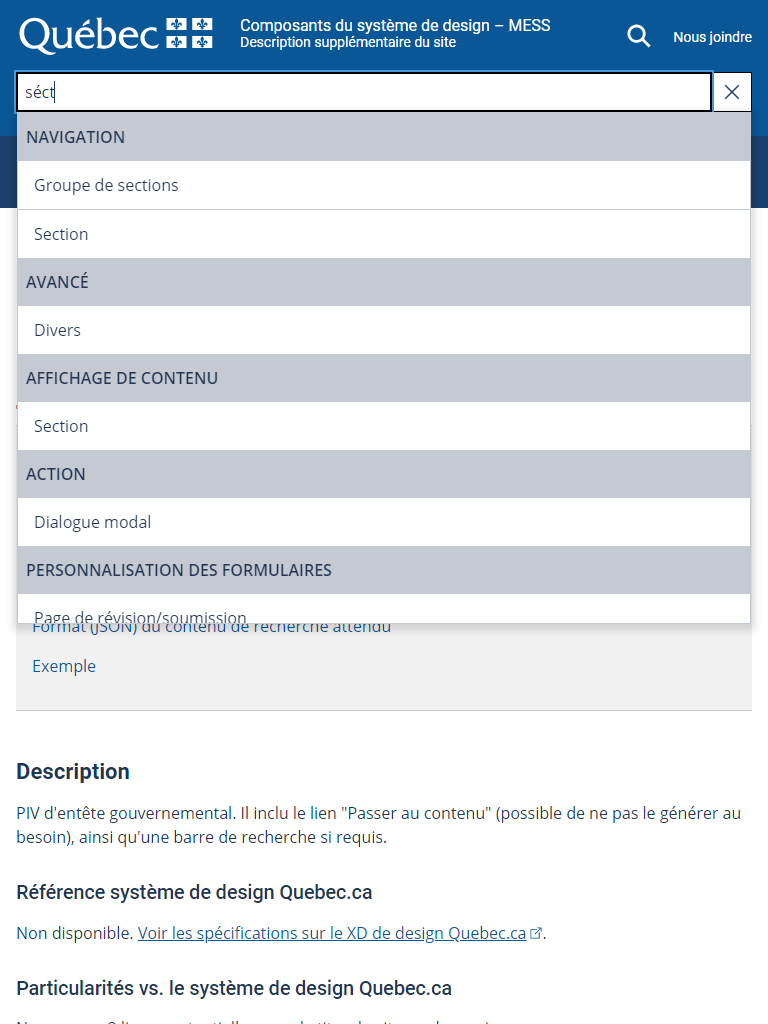 Québec
Composants du système de design – MESS
Description supplémentaire du site
Nous joindre
séct
NAVIGATION
Groupe de sections
Section
AVANCÉ
Divers
AFFICHAGE DE CONTENU
Section
ACTION
Dialogue modal
PERSONNALISATION DES FORMULAIRES
Page de révision/soumission
Format (JSON) du contenu de recherche attendu
Exemple
Description
PIV d'entête gouvernemental. Il inclu le lien "Passer au contenu" (possible de ne pas le générer au
besoin), ainsi qu'une barre de recherche si requis.
Référence système de design Quebec.ca
Non disponible. Voir les spécifications sur le XD de design Quebec.ca.
Particularités vs. le système de design Quebec.ca